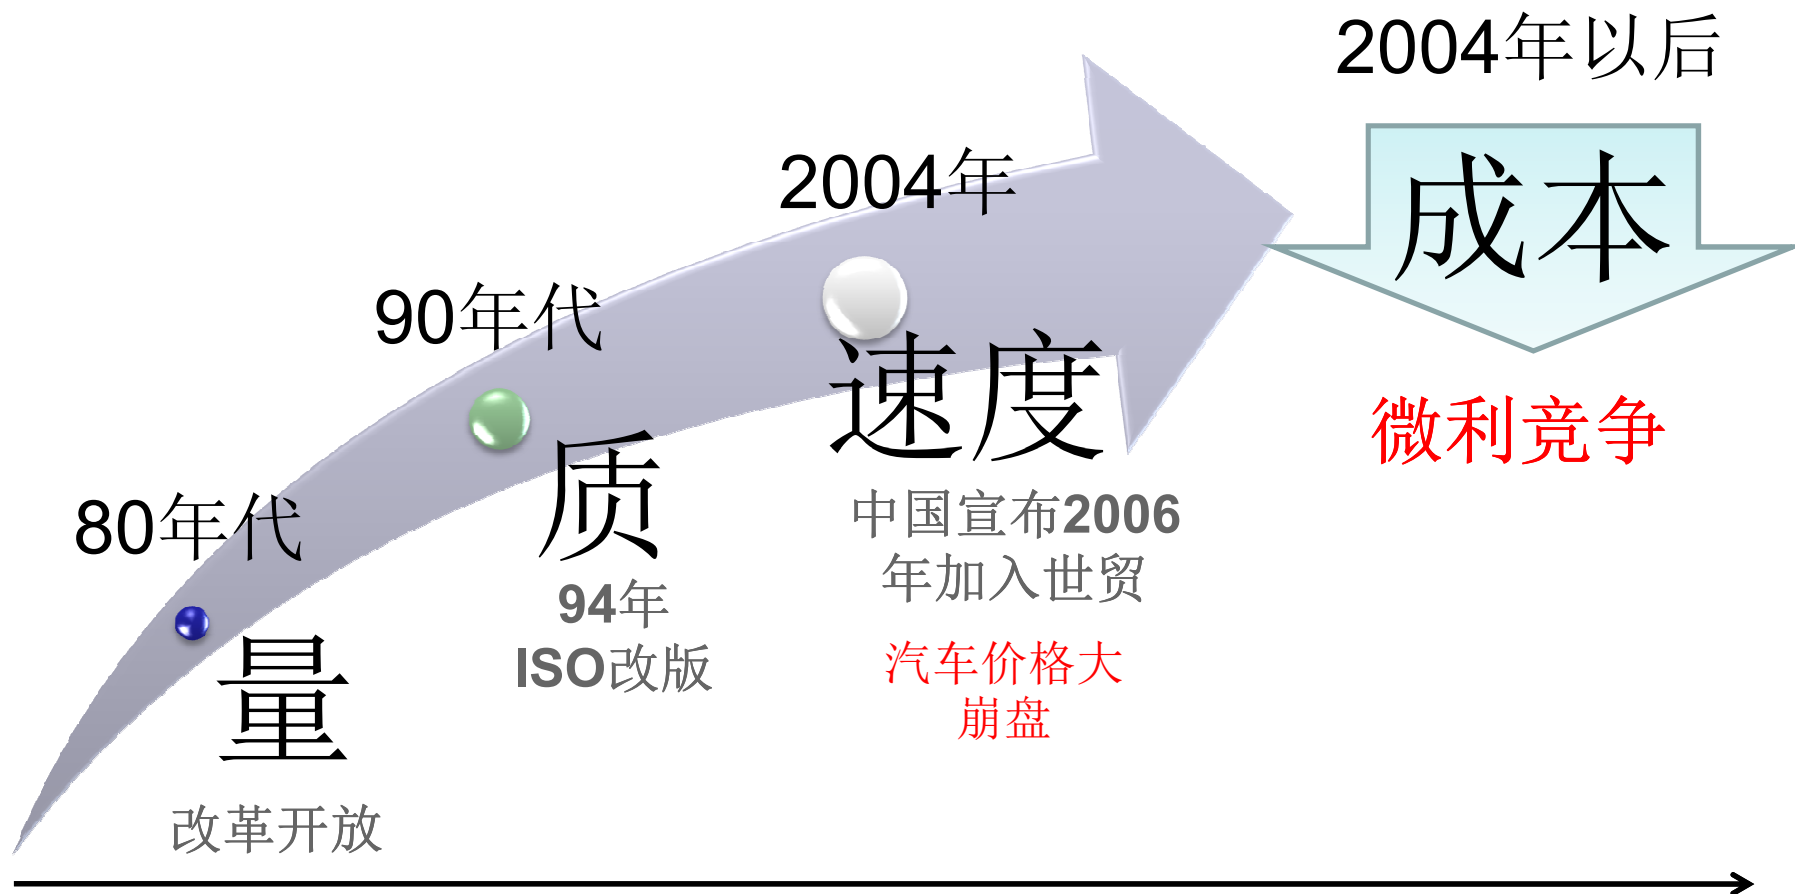 80年代
量
改革开放
90年代
质
94年
ISO改版
2004年
速度
中国宣布2006
年加入世贸
汽车价格大
崩盘
2004年以后
成本
微利竞争